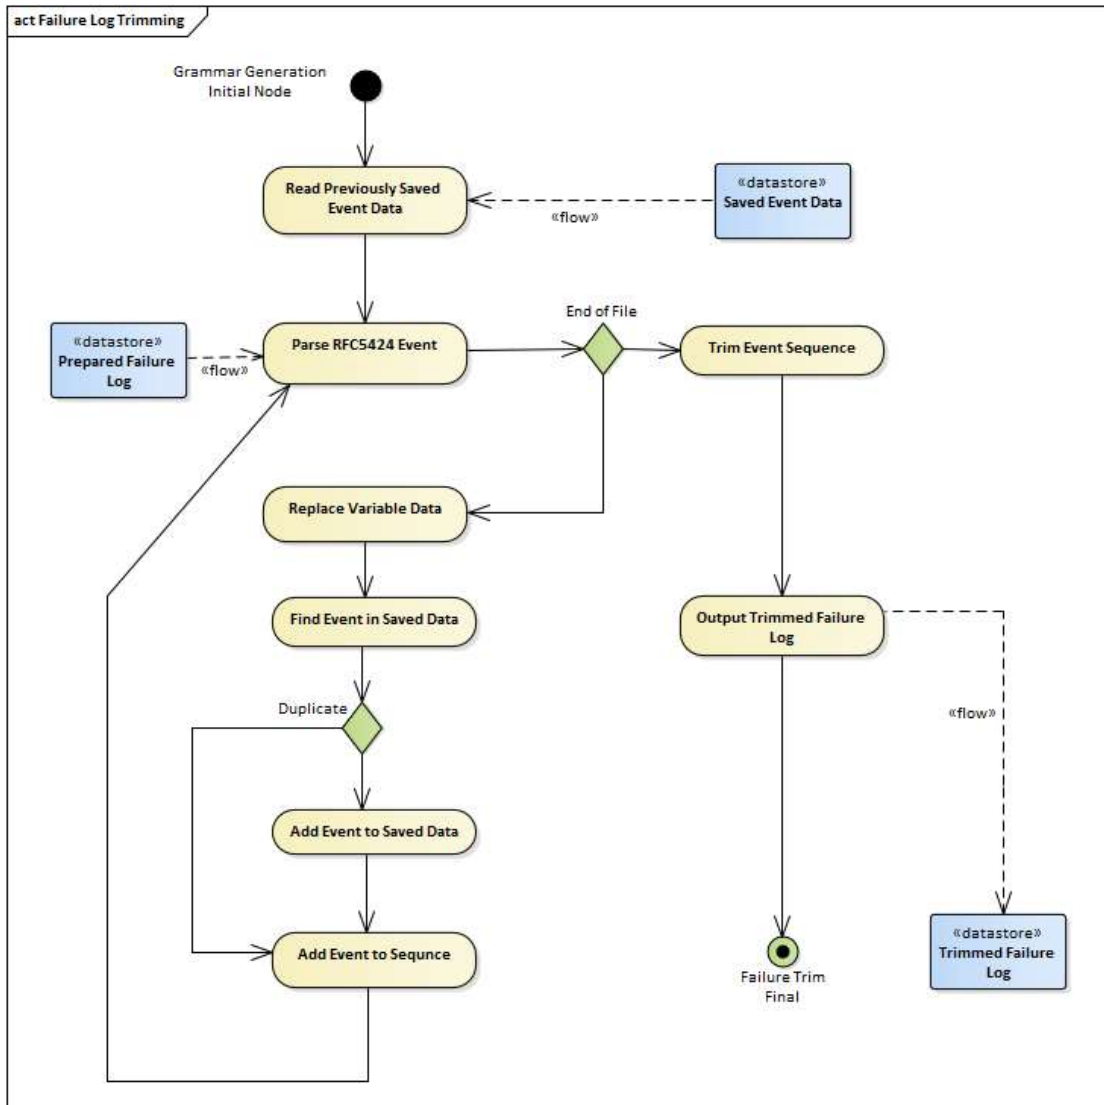 act Failure Log Trimming
Grammar Generation
Initial Node
Read Previously Saved
Event Data
«datastore»
Saved Event Data
«flow»
End of File
«datastore»
Prepared Failure
Log
«flow»
Parse RFC5424 Event
Trim Event Sequence
Replace Variable Data
Find Event in Saved Data
Output Trimmed Failure
Log
Duplicate
«flow»
Add Event to Saved Data
Add Event to Sequnce
«datastore»
Trimmed Failure
Log
Failure Trim
Final